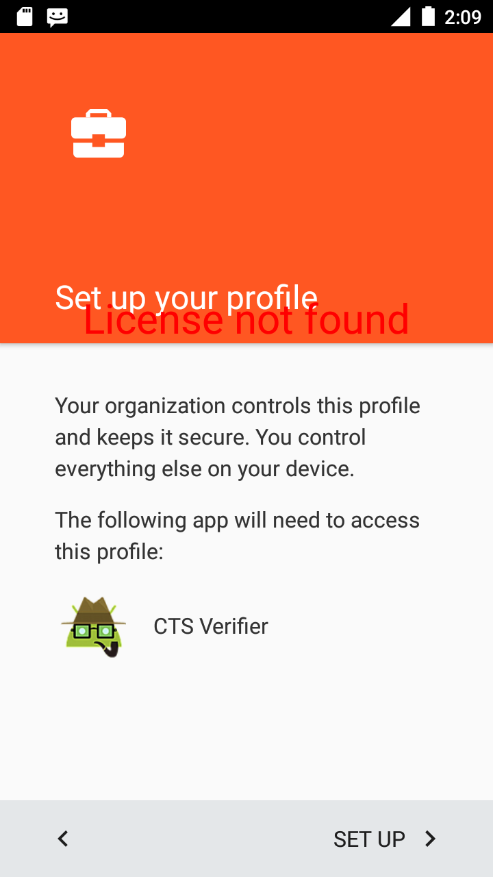 2:09
Set up your profile
License not found
Your organization controls this profile
and keeps it secure. You control
everything else on your device.
The following app will need to access
this profile:
CTS Verifier
SET UP